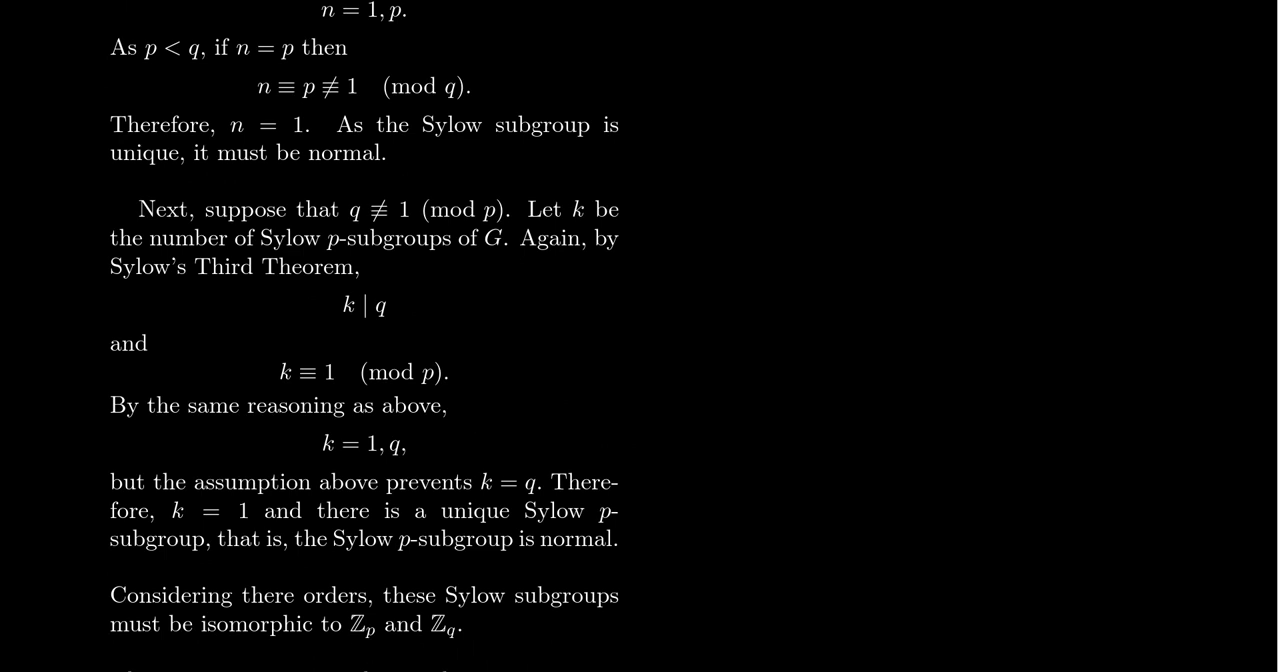 n = 1, p.
As p < q, if n = p then
n ≡ p ≢ 1 (mod q).
Therefore, n = 1. As the Sylow subgroup is
unique, it must be normal.
Next, suppose that q ≢ 1 (mod p). Let k be
the number of Sylow p-subgroups of G. Again, by
Sylow's Third Theorem,
k | q
and
k ≡ 1 (mod p).
By the same reasoning as above,
k = 1, q,
but the assumption above prevents k = q. There-
fore, k = 1 and there is a unique Sylow p-
subgroup, that is, the Sylow p-subgroup is normal.
Considering there orders, these Sylow subgroups
must be isomorphic to ℤₚ and ℤ_q.